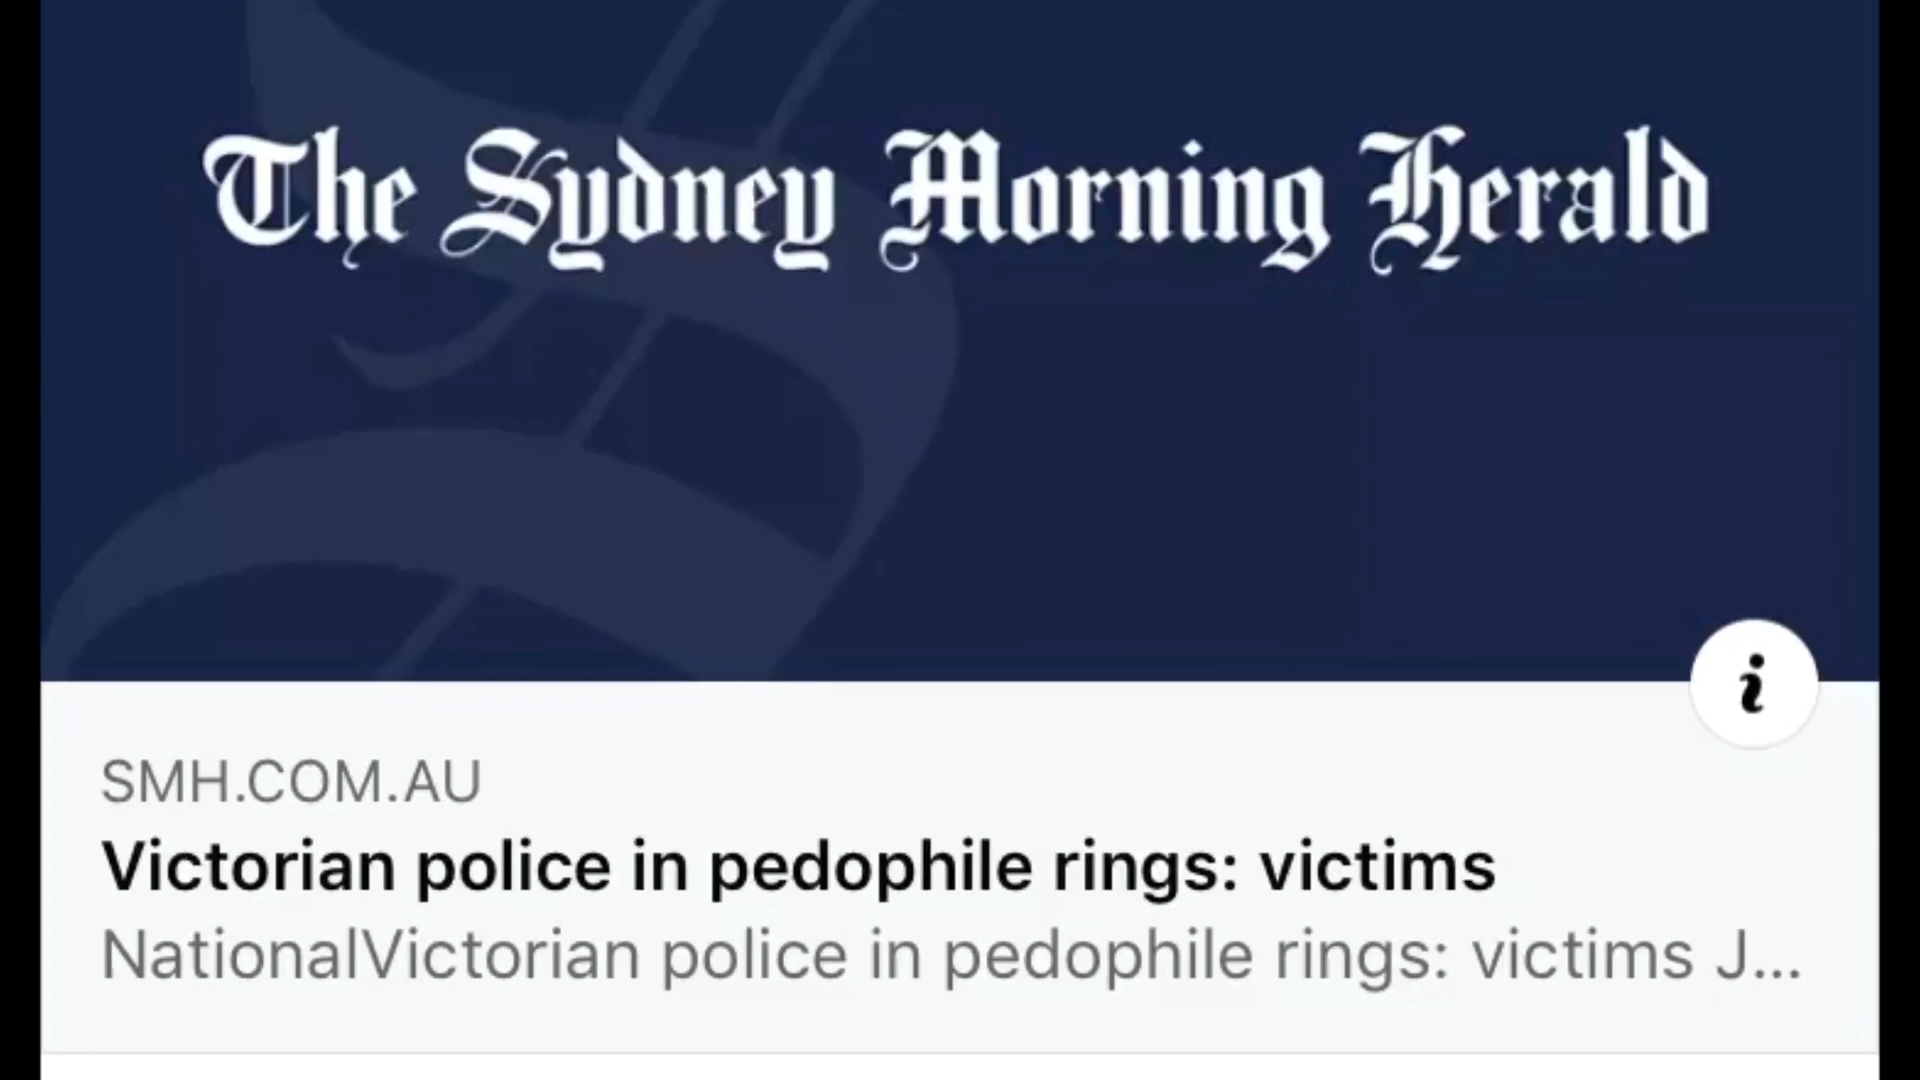 The Sydney Morning Herald
i
SMH.COM.AU
Victorian police in pedophile rings: victims
NationalVictorian police in pedophile rings: victims J...